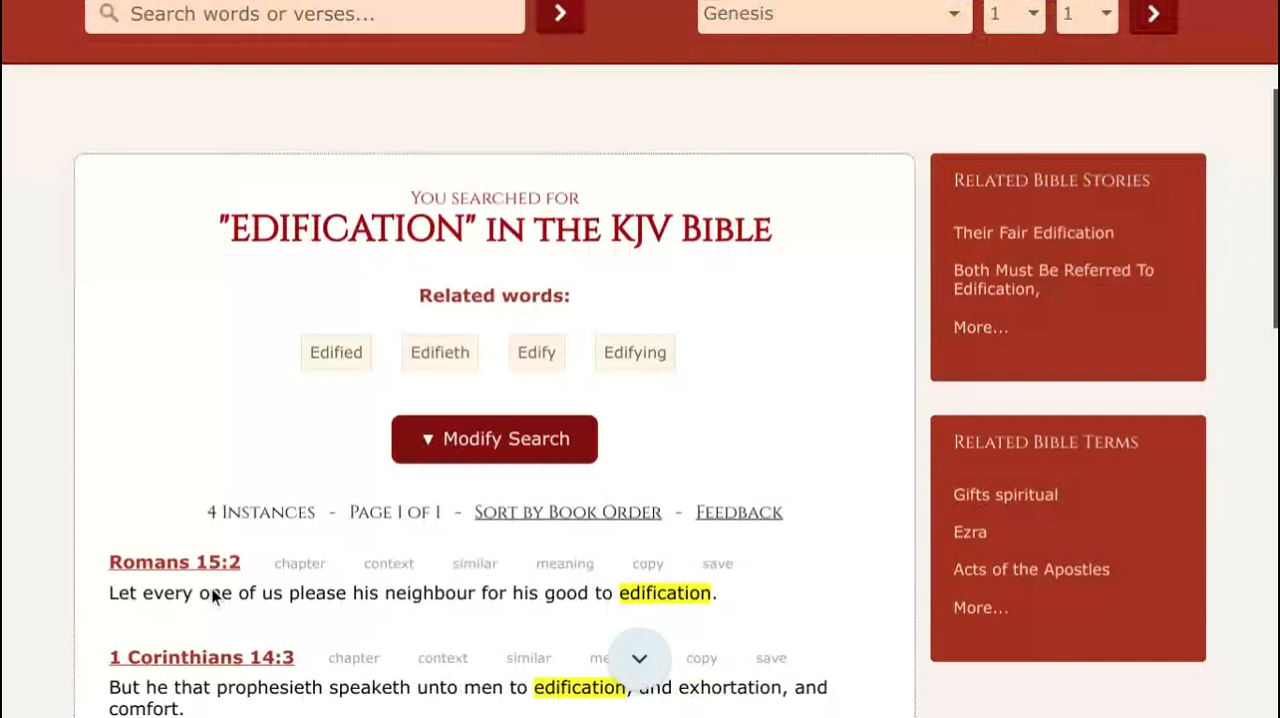 Search words or verses...
Genesis 1 1
YOU SEARCHED FOR
"EDIFICATION" IN THE KJV BIBLE
Related words:
Edified Edifieth Edify Edifying
▼ Modify Search
4 INSTANCES - PAGE 1 OF 1 - SORT BY BOOK ORDER - FEEDBACK
Romans 15:2 chapter context similar meaning copy save
Let every one of us please his neighbour for his good to edification.
1 Corinthians 14:3 chapter context similar copy save
But he that prophesieth speaketh unto men to edification, and exhortation, and
comfort.
RELATED BIBLE STORIES
Their Fair Edification
Both Must Be Referred To
Edification,
More...
RELATED BIBLE TERMS
Gifts spiritual
Ezra
Acts of the Apostles
More...